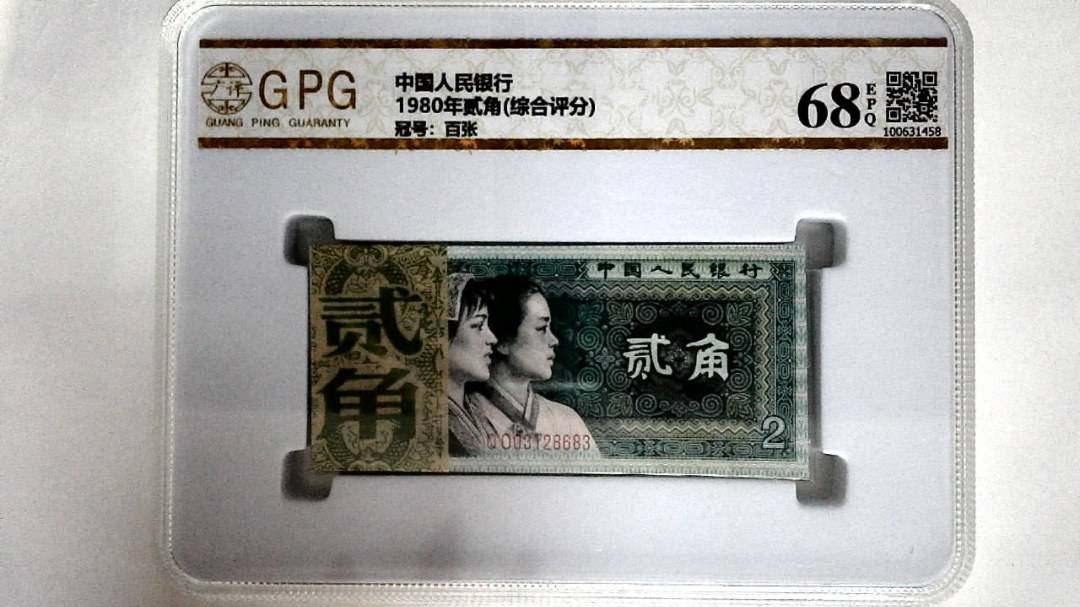 GPG
GUANG PING GUARANTY
中国人民银行
1980年贰角(综合评分)
冠号：百张
68
EPQ
100631458
贰角
中国人民银行
贰角
2